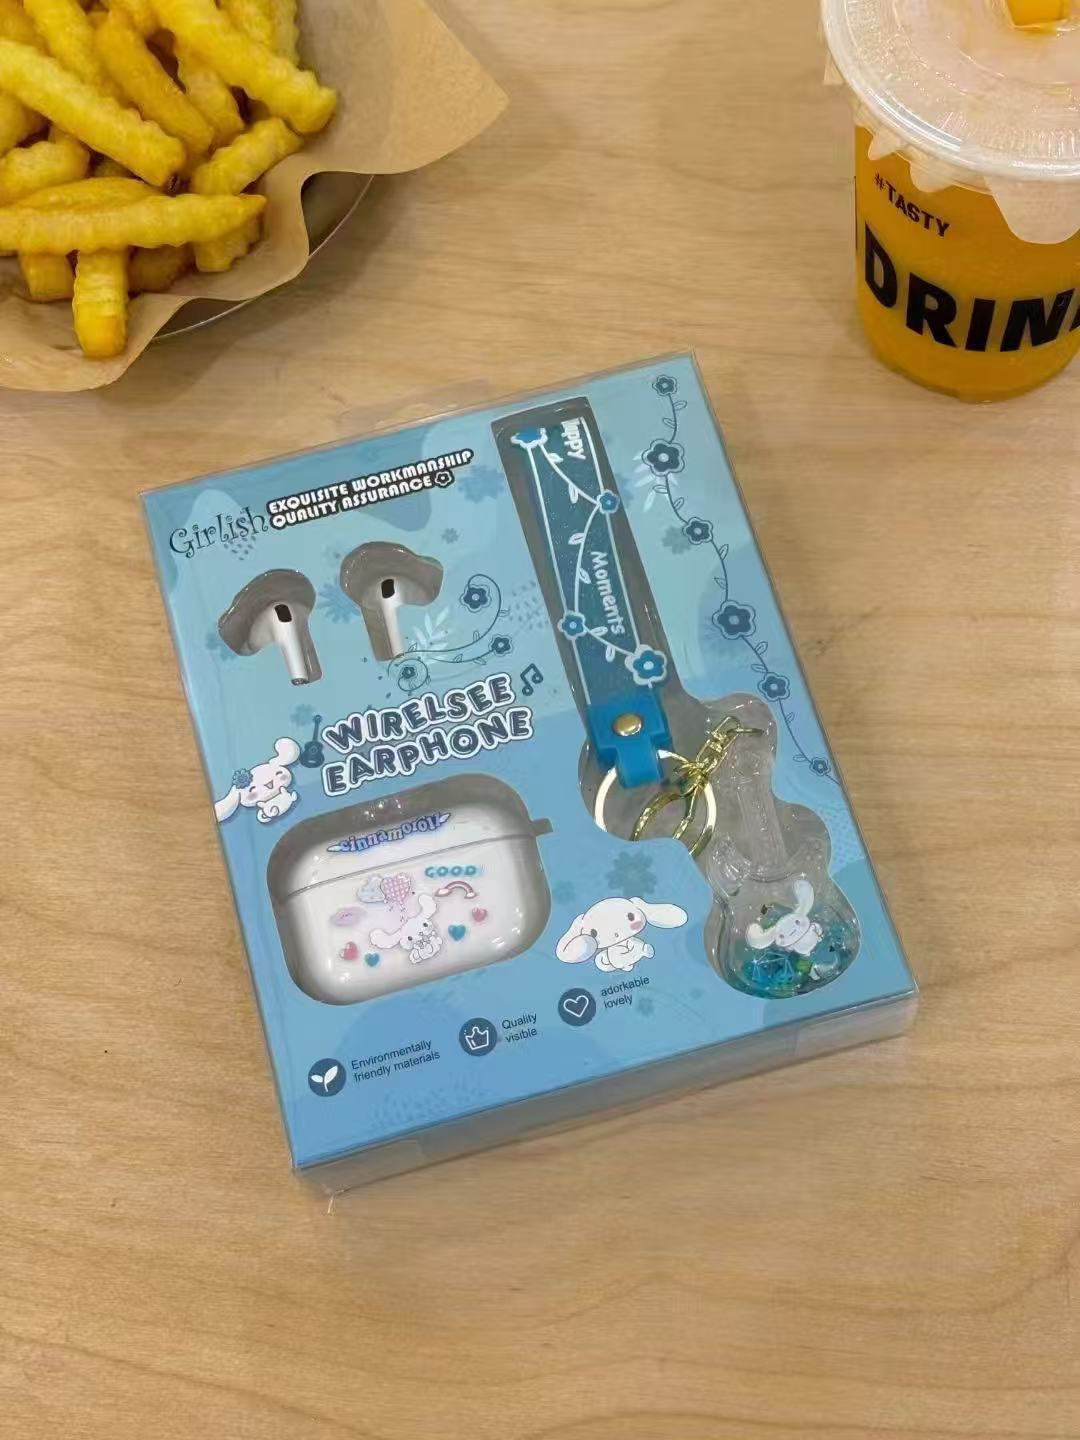 #TASTY
DRIN
Girlish
EXQUISITE WORKMANSHIP
QUALITY ASSURANCE
Happy
Moments
WIRELSEE
EARPHONE
cinnamoroll
GOOD
Environmentally
friendly materials
Quality
visible
adorkable
lovely